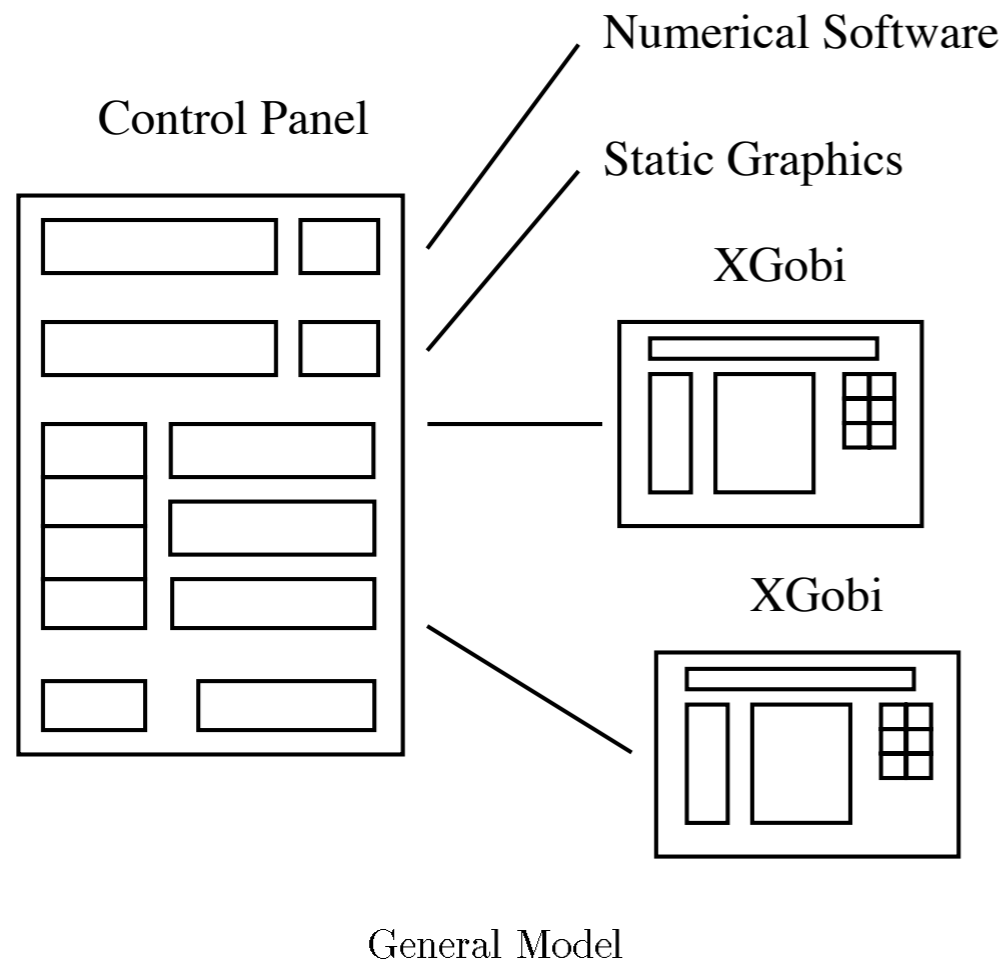 Numerical Software
Control Panel
Static Graphics
XGobi
XGobi
General Model